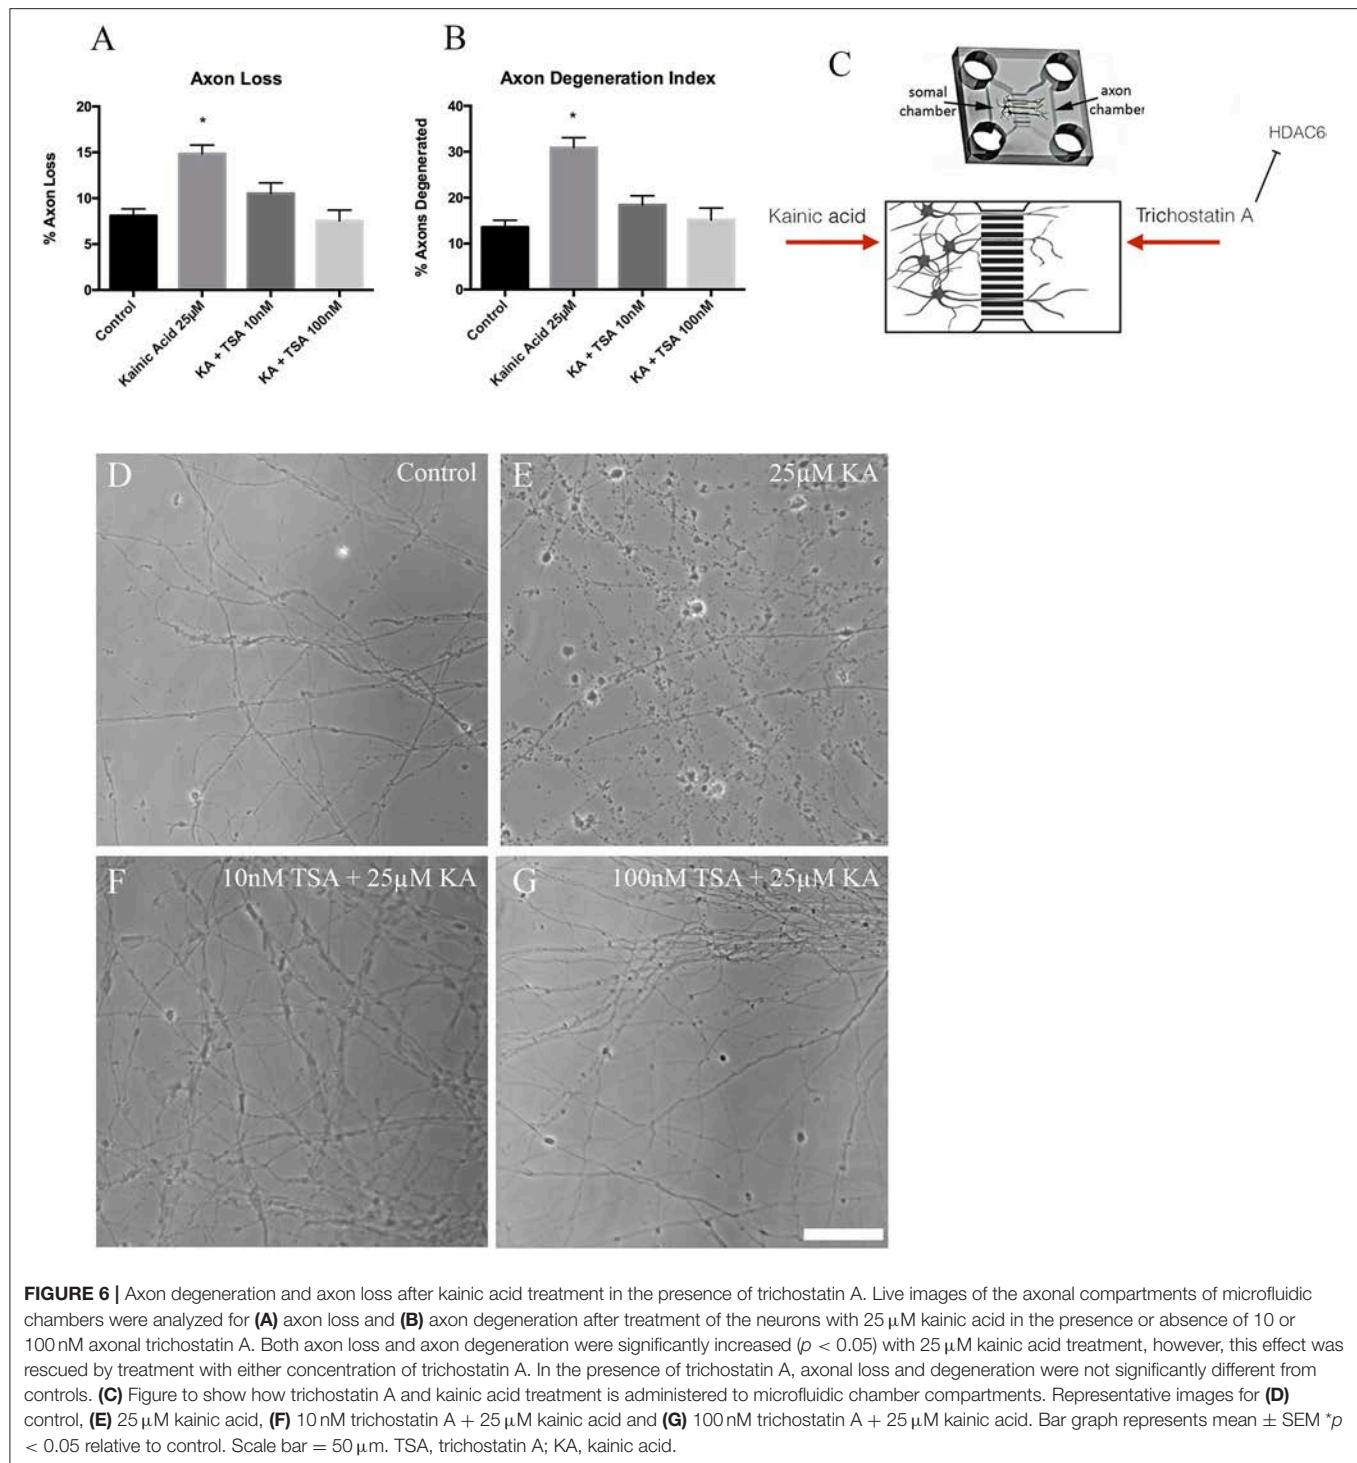 A
B
C
Axon Loss
% Axon Loss
20
15
10
5
0
*
Control
Kainic Acid 25µM
KA + TSA 10nM
KA + TSA 100nM
Axon Degeneration Index
% Axons Degenerated
40
30
20
10
0
*
Control
Kainic Acid 25µM
KA + TSA 10nM
KA + TSA 100nM
somal
chamber
axon
chamber
HDAC6
Kainic acid
Trichostatin A
D
Control
E
25µM KA
F
10nM TSA + 25µM KA
G
100nM TSA + 25µM KA
FIGURE 6 | Axon degeneration and axon loss after kainic acid treatment in the presence of trichostatin A. Live images of the axonal compartments of microfluidic
chambers were analyzed for (A) axon loss and (B) axon degeneration after treatment of the neurons with 25 µM kainic acid in the presence or absence of 10 or
100 nM axonal trichostatin A. Both axon loss and axon degeneration were significantly increased (p < 0.05) with 25 µM kainic acid treatment, however, this effect was
rescued by treatment with either concentration of trichostatin A. In the presence of trichostatin A, axonal loss and degeneration were not significantly different from
controls. (C) Figure to show how trichostatin A and kainic acid treatment is administered to microfluidic chamber compartments. Representative images for (D)
control, (E) 25 µM kainic acid, (F) 10 nM trichostatin A + 25 µM kainic acid and (G) 100 nM trichostatin A + 25 µM kainic acid. Bar graph represents mean ± SEM *p
< 0.05 relative to control. Scale bar = 50 µm. TSA, trichostatin A; KA, kainic acid.